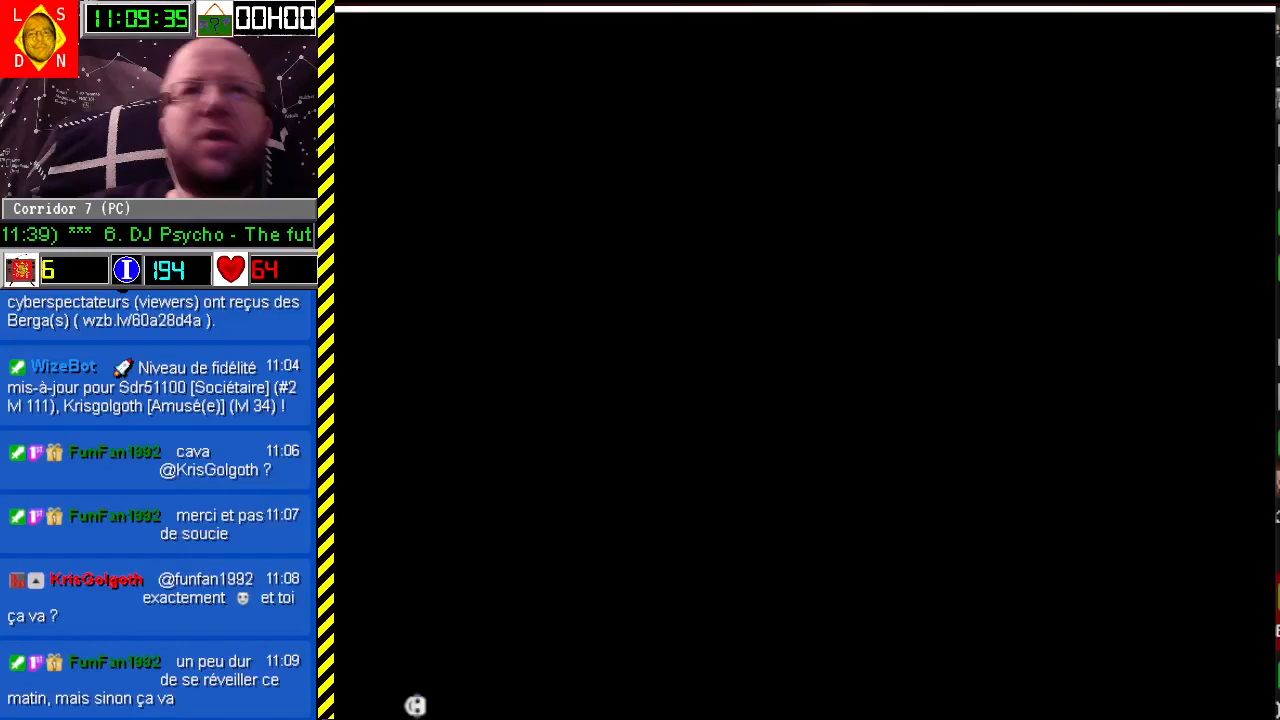 L S
D N
11:09:35
00H00
Corridor 7 (PC)
11:39) *** 6. DJ Psycho - The fut
6
194
64
cyberspectateurs (viewers) ont reçus des
Berga(s) ( wzb.lv/60a28d4a ).
WizeBot 🚀 Niveau de fidélité 11:04
mis-à-jour pour Sdr51100 [Sociétaire] (#2
lvl 111), Krisgolgoth [Amusé(e)] (lvl 34) !
FunFan1992 cava 11:06
@KrisGolgoth ?
FunFan1992 merci et pas 11:07
de soucie
KrisGolgoth @funfan1992 11:08
exactement et toi
ça va ?
FunFan1992 un peu dur 11:09
de se réveiller ce
matin, mais sinon ça va